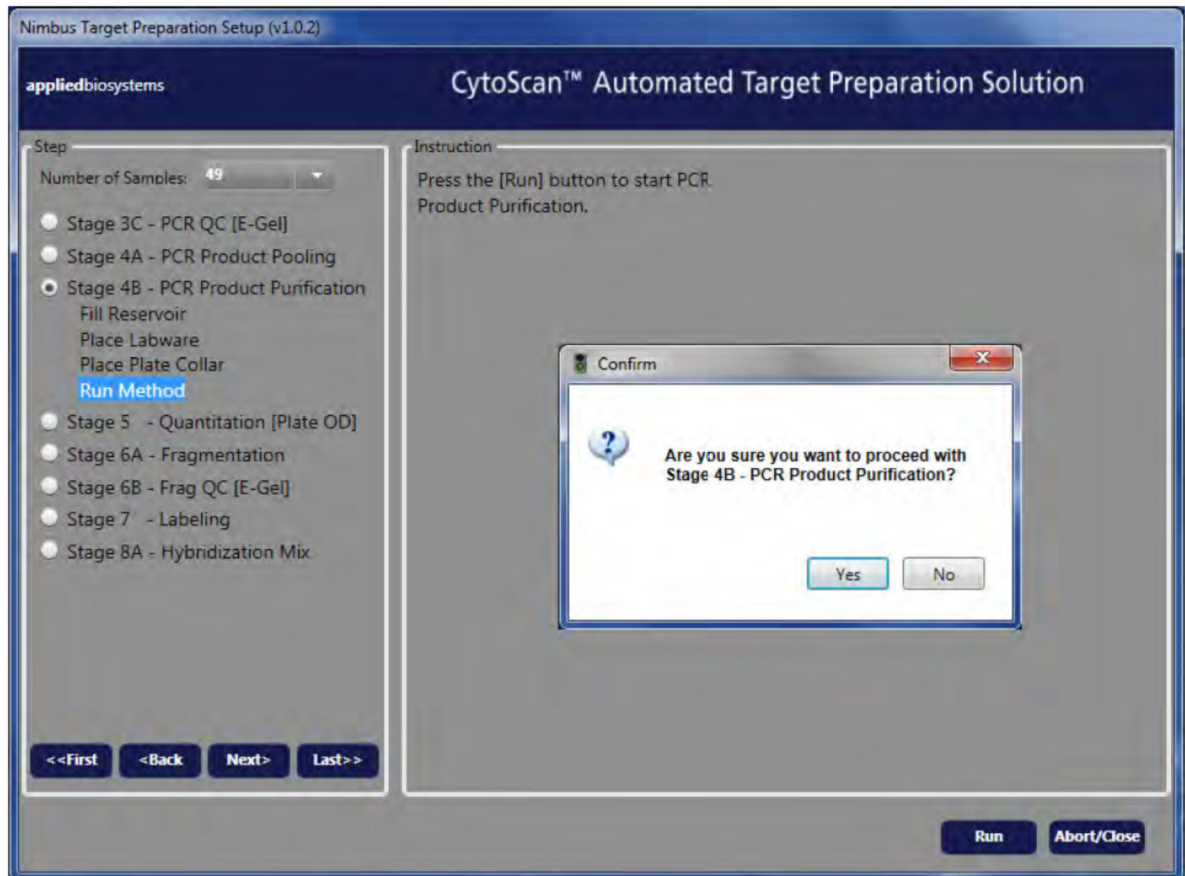 Nimbus Target Preparation Setup (v1.0.2)
appliedbiosystems
CytoScan™ Automated Target Preparation Solution
Step
Number of Samples: 49
Stage 3C - PCR QC [E-Gel]
Stage 4A - PCR Product Pooling
Stage 4B - PCR Product Purification
Fill Reservoir
Place Labware
Place Plate Collar
Run Method
Stage 5 - Quantitation [Plate OD]
Stage 6A - Fragmentation
Stage 6B - Frag QC [E-Gel]
Stage 7 - Labeling
Stage 8A - Hybridization Mix
<<First <Back Next> Last>>
Instruction
Press the [Run] button to start PCR
Product Purification.
Confirm
Are you sure you want to proceed with
Stage 4B - PCR Product Purification?
Yes No
Run Abort/Close